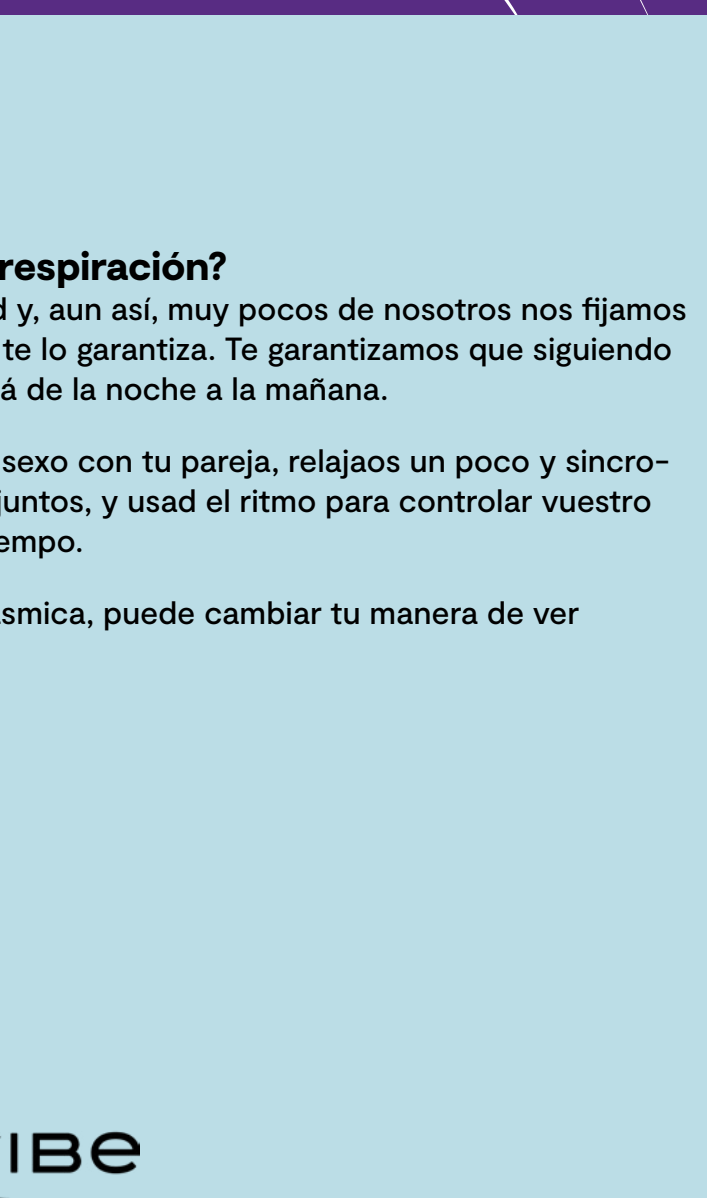 respiración?
d y, aun así, muy pocos de nosotros nos fijamos
te lo garantiza. Te garantizamos que siguiendo
á de la noche a la mañana.
sexo con tu pareja, relajaos un poco y sincro-
juntos, y usad el ritmo para controlar vuestro
empo.
smica, puede cambiar tu manera de ver
IBe